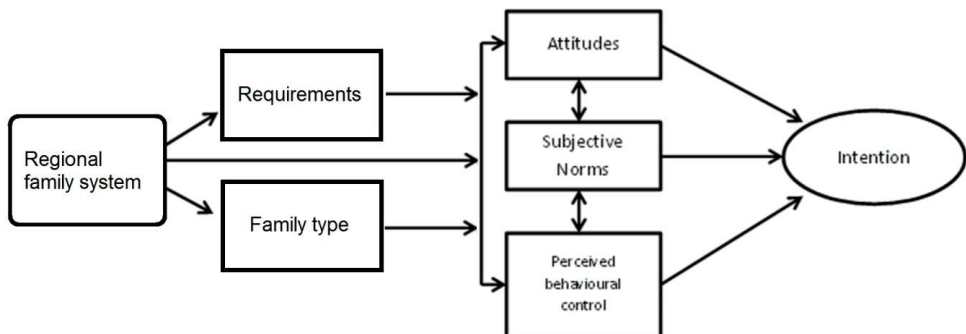 Regional
family system
Requirements
Family type
Attitudes
Subjective
Norms
Perceived
behavioural
control
Intention